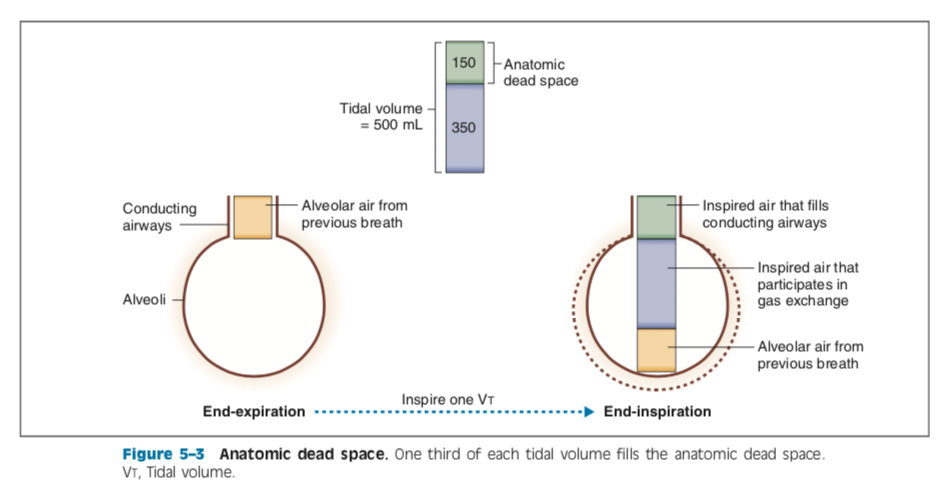 150
Anatomic
dead space
Tidal volume
= 500 mL
350
Conducting
airways
Alveolar air from
previous breath
Alveoli
Inspired air that fills
conducting airways
Inspired air that
participates in
gas exchange
Alveolar air from
previous breath
Inspire one VT
End-expiration
End-inspiration
Figure 5–3 Anatomic dead space. One third of each tidal volume fills the anatomic dead space.
VT, Tidal volume.